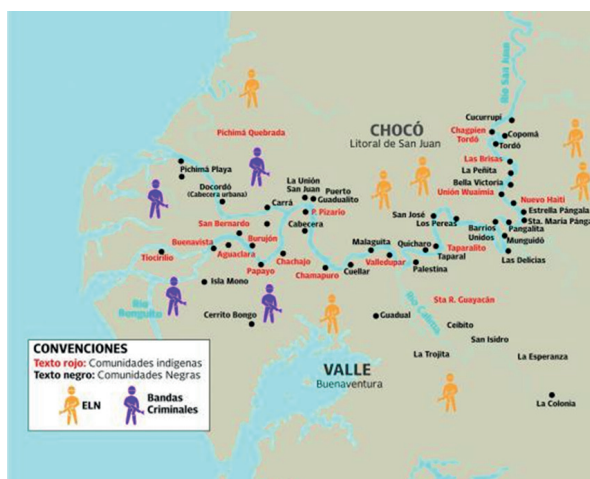 Río San Juan
Cucurrupí
CHOCÓ
Litoral de San Juan
Chagpien
Tordó
Copomá
Tordó
Pichimá Quebrada
Las Brisas
La Peñita
Pichimá Playa
La Unión
San Juan
Puerto
Guadualito
Bella Victoria
Unión Wuaimia
Nuevo Haiti
Docordó
(Cabecera urbana)
Carrá
P. Pizario
San José
Los Pereas
Estrella Pángala
Sta. María Pángala
San Bernardo
Cabecera
Barrios
Unidos
Pangalita
Munguidó
Buenavista
Burujón
Malaguita
Quícharo
Taparalito
Taparal
Tiocirilio
Aguaclara
Chachajo
Valledupar
Las Delicias
Papayo
Chamapuro
Cuellar
Palestina
Isla Mono
Río
Bonguito
Cerrito Bongo
Río Calima
Sta R. Guayacán
Guadual
Ceibito
San Isidro
La Trojita
La Esperanza
VALLE
Buenaventura
La Colonia
CONVENCIONES
Texto rojo: Comunidades indígenas
Texto negro: Comunidades Negras
ELN
Bandas
Criminales